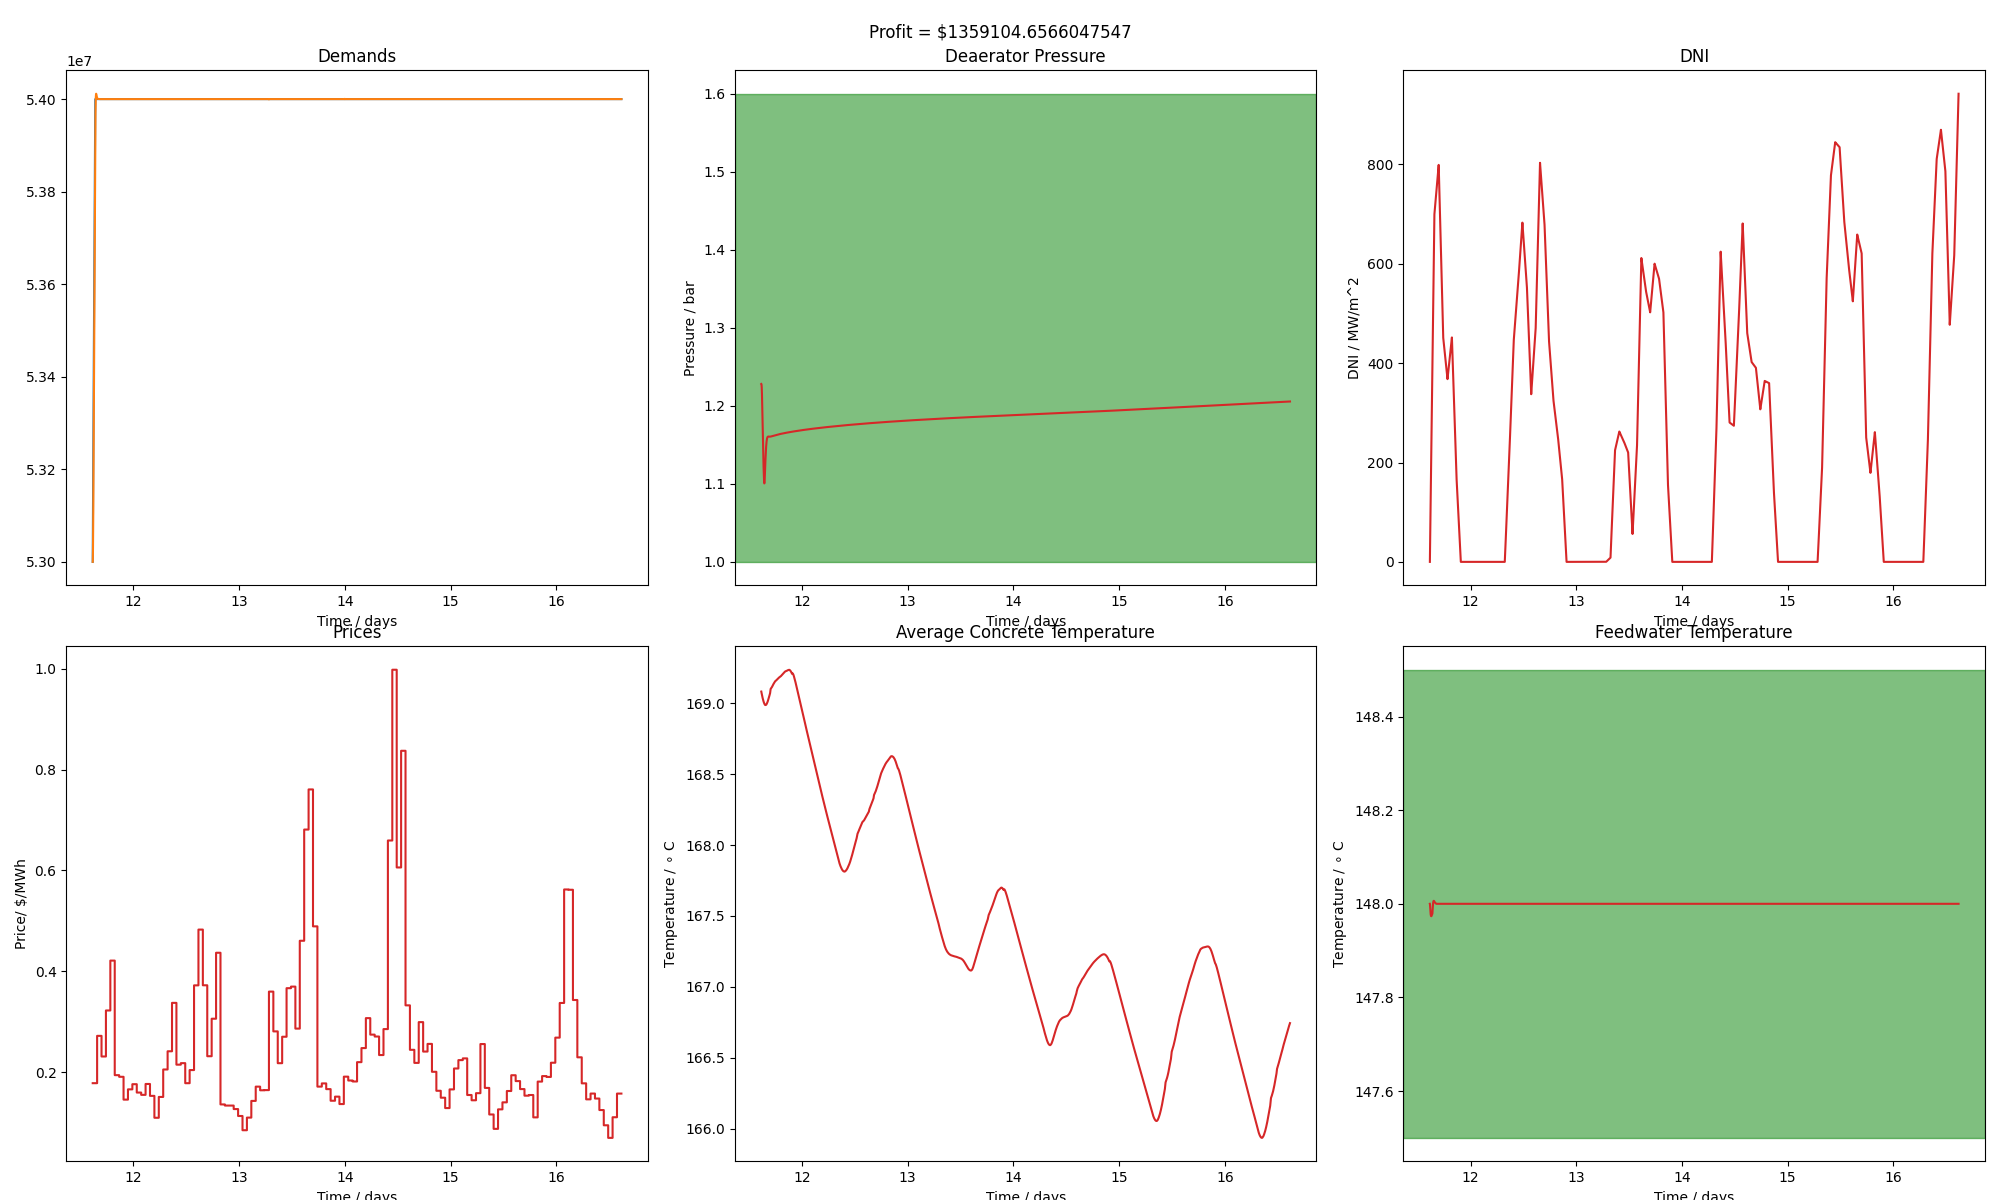 Profit = $1359104.6566047547
Demands
1e7
5.40
5.38
5.36
5.34
5.32
5.30
12 13 14 15 16
Time / days
Deaerator Pressure
Pressure / bar
1.6
1.5
1.4
1.3
1.2
1.1
1.0
12 13 14 15 16
Time / days
DNI
DNI / MW/m^2
800
600
400
200
0
12 13 14 15 16
Time / days
Prices
Price/ $/MWh
1.0
0.8
0.6
0.4
0.2
12 13 14 15 16
Time / days
Average Concrete Temperature
Temperature / ∘ C
169.0
168.5
168.0
167.5
167.0
166.5
166.0
12 13 14 15 16
Time / days
Feedwater Temperature
Temperature / ∘ C
148.4
148.2
148.0
147.8
147.6
12 13 14 15 16
Time / days